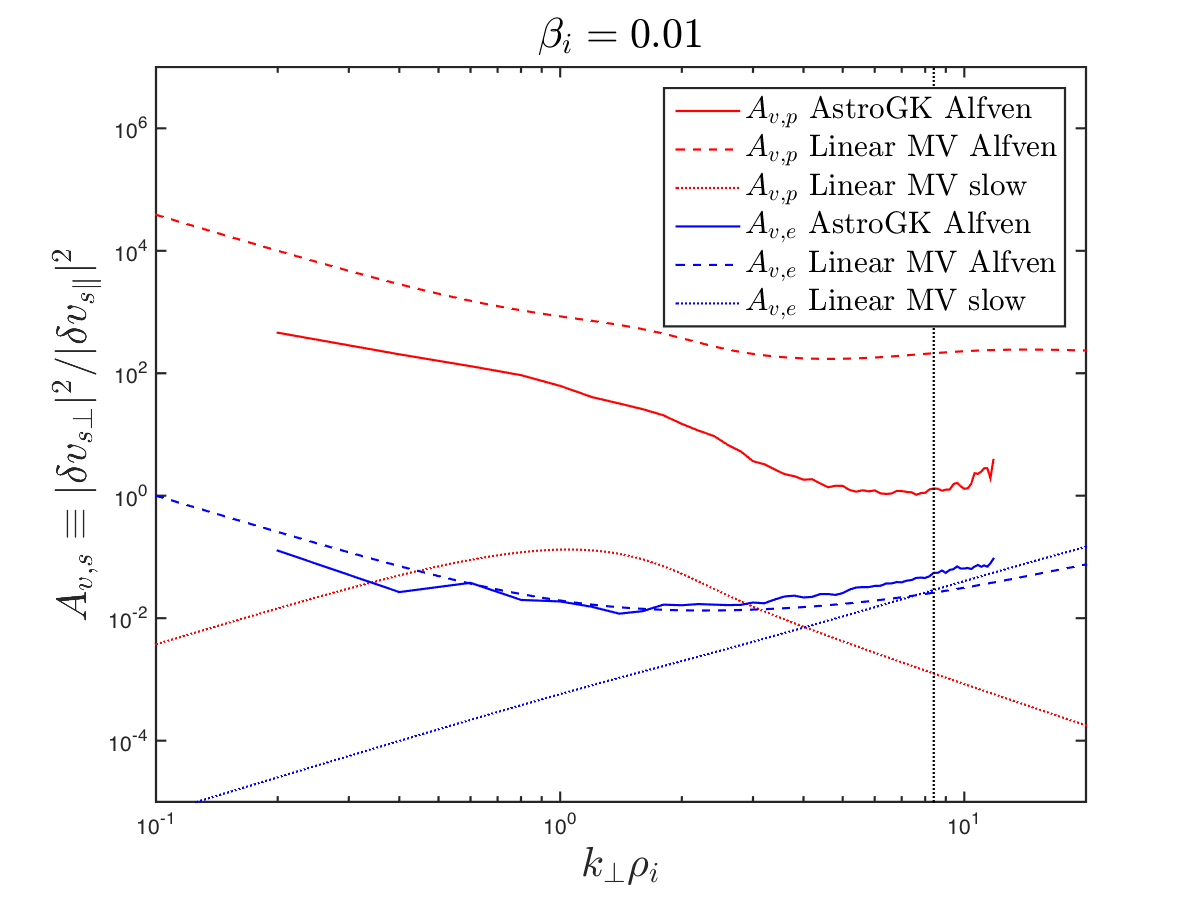 β_i = 0.01
A_{v,p} AstroGK Alfven
A_{v,p} Linear MV Alfven
A_{v,p} Linear MV slow
A_{v,e} AstroGK Alfven
A_{v,e} Linear MV Alfven
A_{v,e} Linear MV slow
A_{v,s} ≡ |δv_{s⊥}|^2/|δv_{s∥}|^2
10^6
10^4
10^2
10^0
10^-2
10^-4
10^-1 10^0 10^1
k_⊥ρ_i